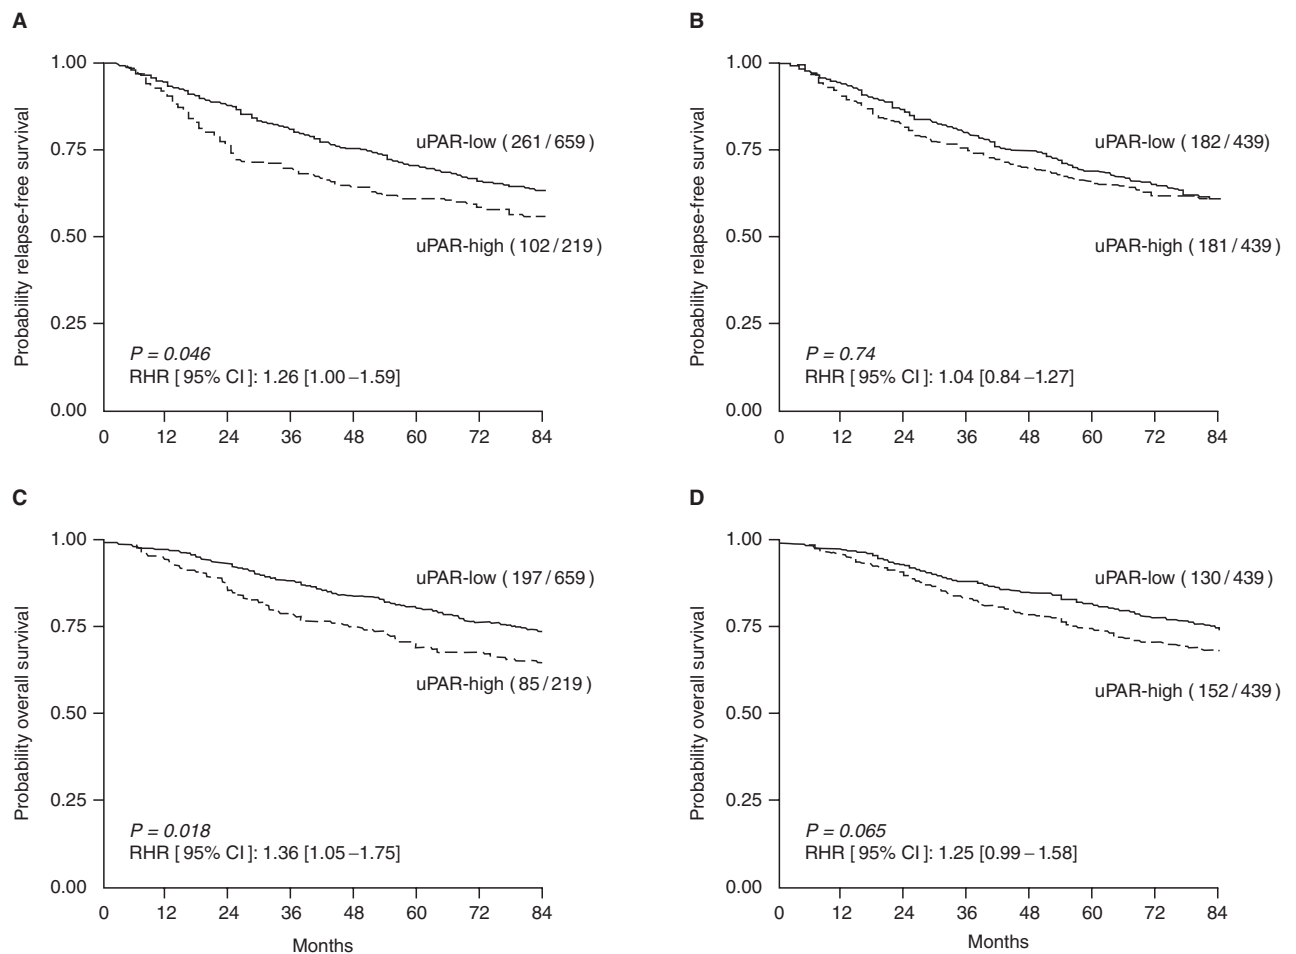 A
Probability relapse-free survival
1.00
0.75
0.50
0.25
0.00
uPAR-low (261/659)
uPAR-high (102/219)
P = 0.046
RHR [95% CI]: 1.26 [1.00–1.59]
0 12 24 36 48 60 72 84
B
Probability relapse-free survival
1.00
0.75
0.50
0.25
0.00
uPAR-low (182/439)
uPAR-high (181/439)
P = 0.74
RHR [95% CI]: 1.04 [0.84–1.27]
0 12 24 36 48 60 72 84
C
Probability overall survival
1.00
0.75
0.50
0.25
0.00
uPAR-low (197/659)
uPAR-high (85/219)
P = 0.018
RHR [95% CI]: 1.36 [1.05–1.75]
0 12 24 36 48 60 72 84
Months
D
Probability overall survival
1.00
0.75
0.50
0.25
0.00
uPAR-low (130/439)
uPAR-high (152/439)
P = 0.065
RHR [95% CI]: 1.25 [0.99–1.58]
0 12 24 36 48 60 72 84
Months